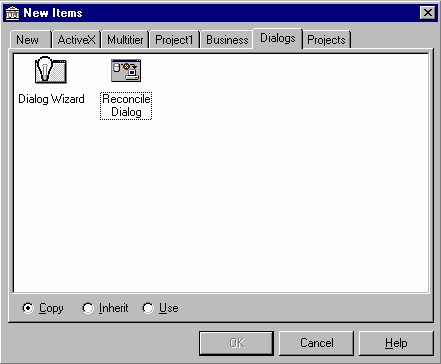 New Items
New ActiveX Multitier Project1 Business Dialogs Projects
Dialog Wizard Reconcile
Dialog
Copy Inherit Use
OK Cancel Help